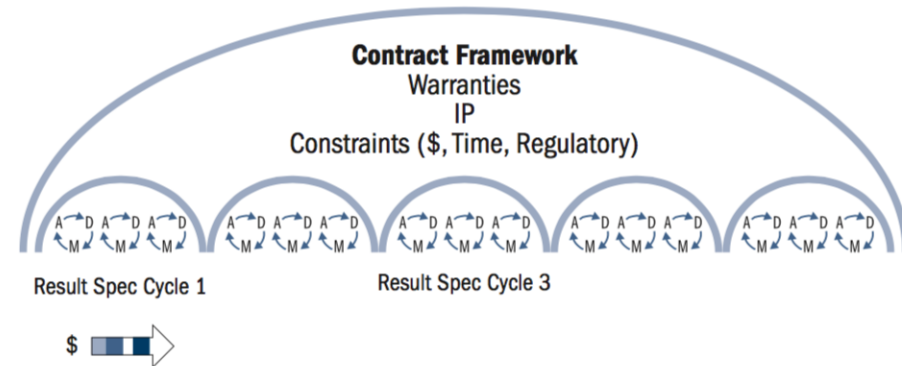 Contract Framework
Warranties
IP
Constraints ($, Time, Regulatory)
A D A D A D A D A D A D A D A D A D A D A D A D A D A D A D
M M M M M M M M M M M M M M M
Result Spec Cycle 1 Result Spec Cycle 3
$